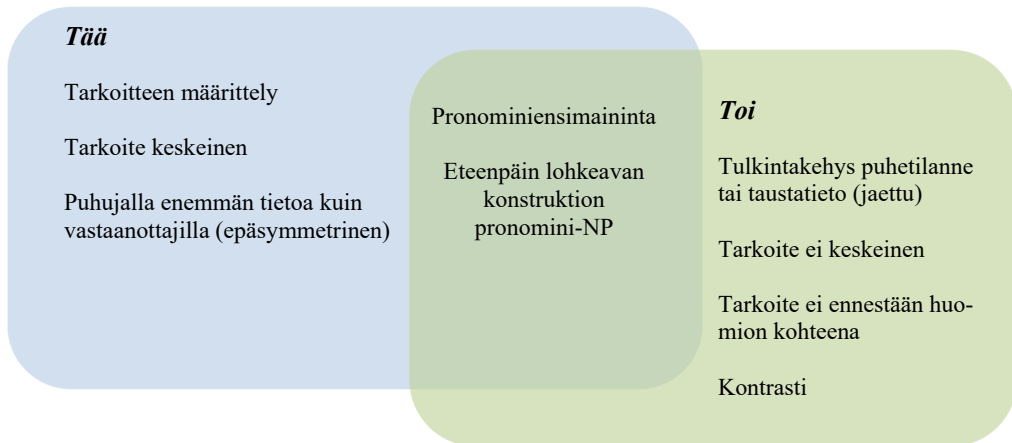 Tää
Tarkoitteen määrittely
Tarkoite keskeinen
Puhujalla enemmän tietoa kuin
vastaanottajilla (epäsymmetrinen)
Pronominiensimaininta
Eteenpäin lohkeavan
konstruktion
pronomini-NP
Toi
Tulkintakehys puhetilanne
tai taustatieto (jaettu)
Tarkoite ei keskeinen
Tarkoite ei ennestään huo-
mion kohteena
Kontrasti